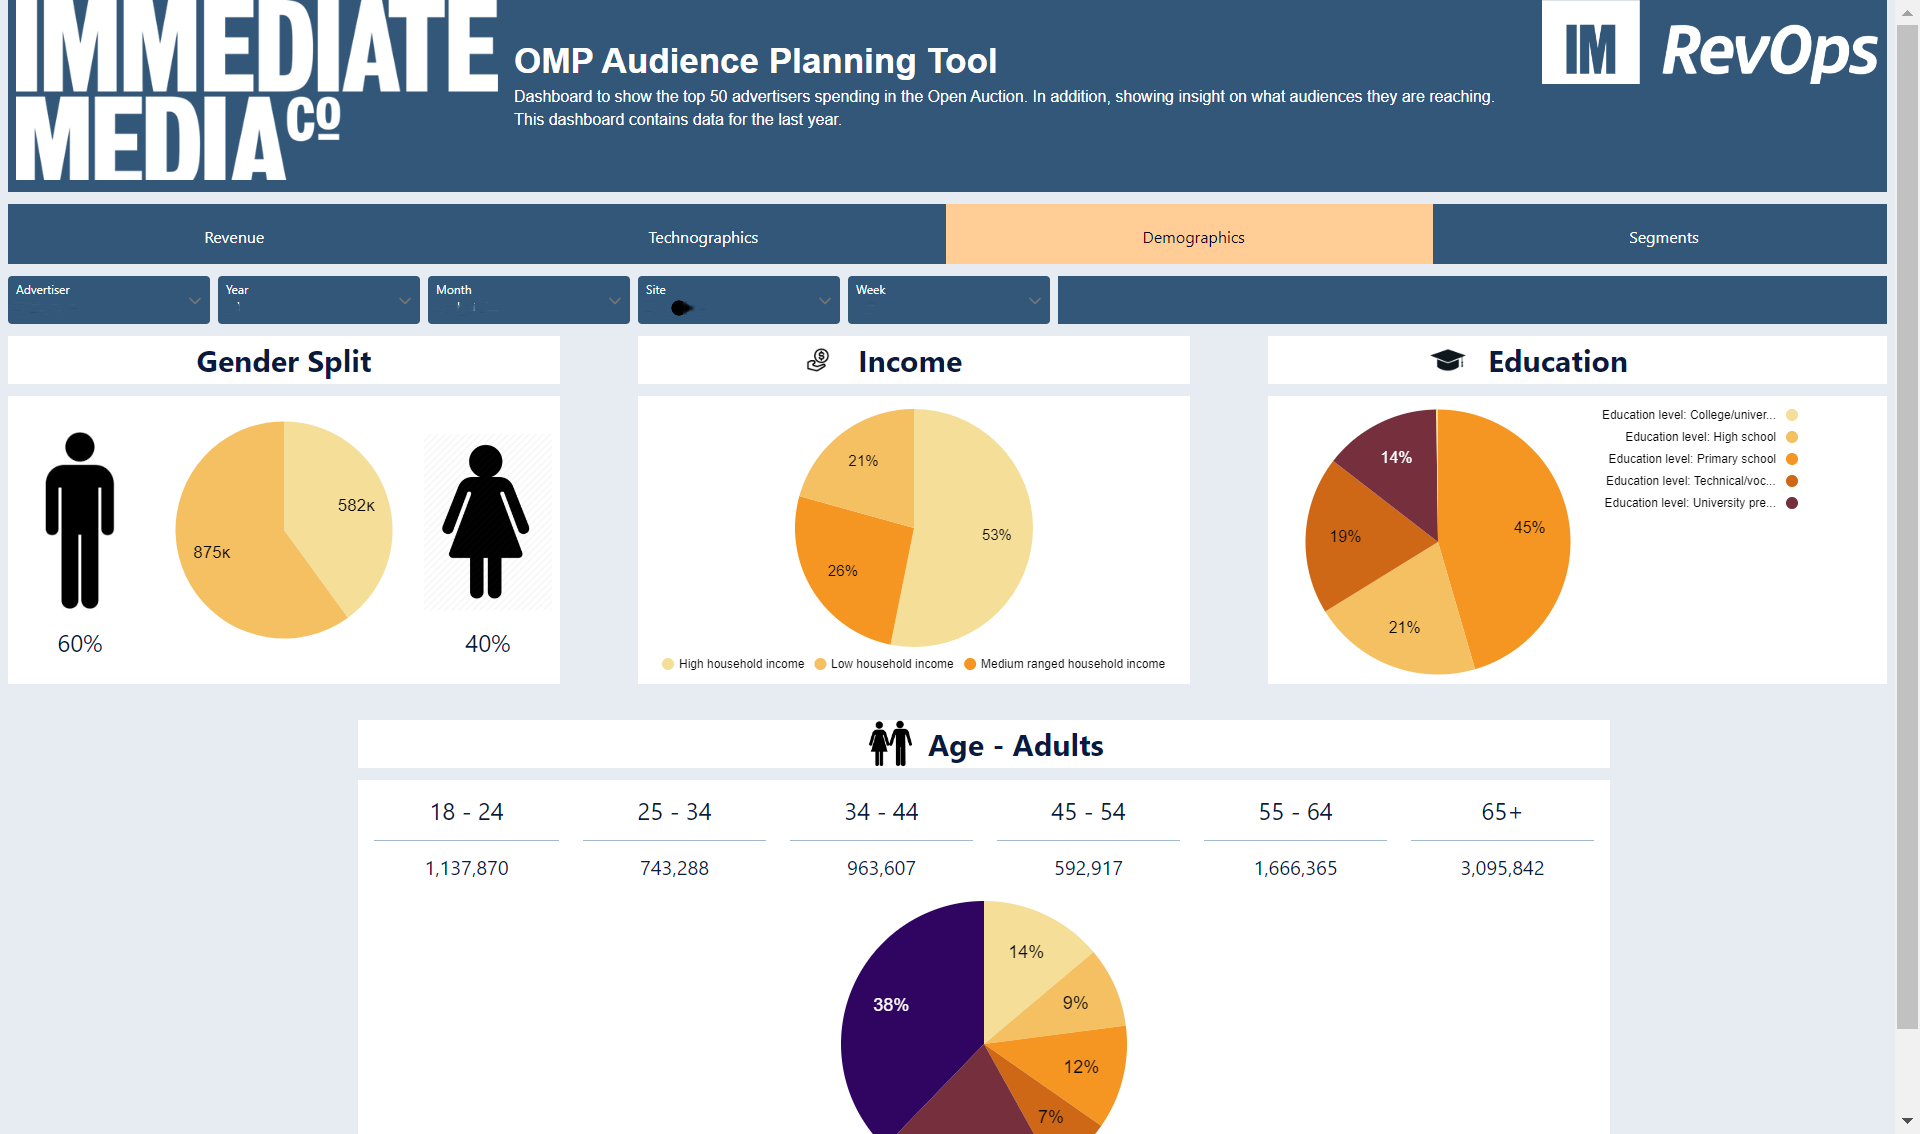 IMMEDIATE
MEDIA Cº
OMP Audience Planning Tool
Dashboard to show the top 50 advertisers spending in the Open Auction. In addition, showing insight on what audiences they are reaching.
This dashboard contains data for the last year.
IM RevOps
Revenue
Technographics
Demographics
Segments
Advertiser
Year
Month
Site
Week
Gender Split
Income
Education
582K
875K
60%
40%
21%
53%
26%
High household income
Low household income
Medium ranged household income
14%
45%
19%
21%
Education level: College/univer...
Education level: High school
Education level: Primary school
Education level: Technical/voc...
Education level: University pre...
Age - Adults
18 - 24
25 - 34
34 - 44
45 - 54
55 - 64
65+
1,137,870
743,288
963,607
592,917
1,666,365
3,095,842
14%
9%
38%
12%
7%